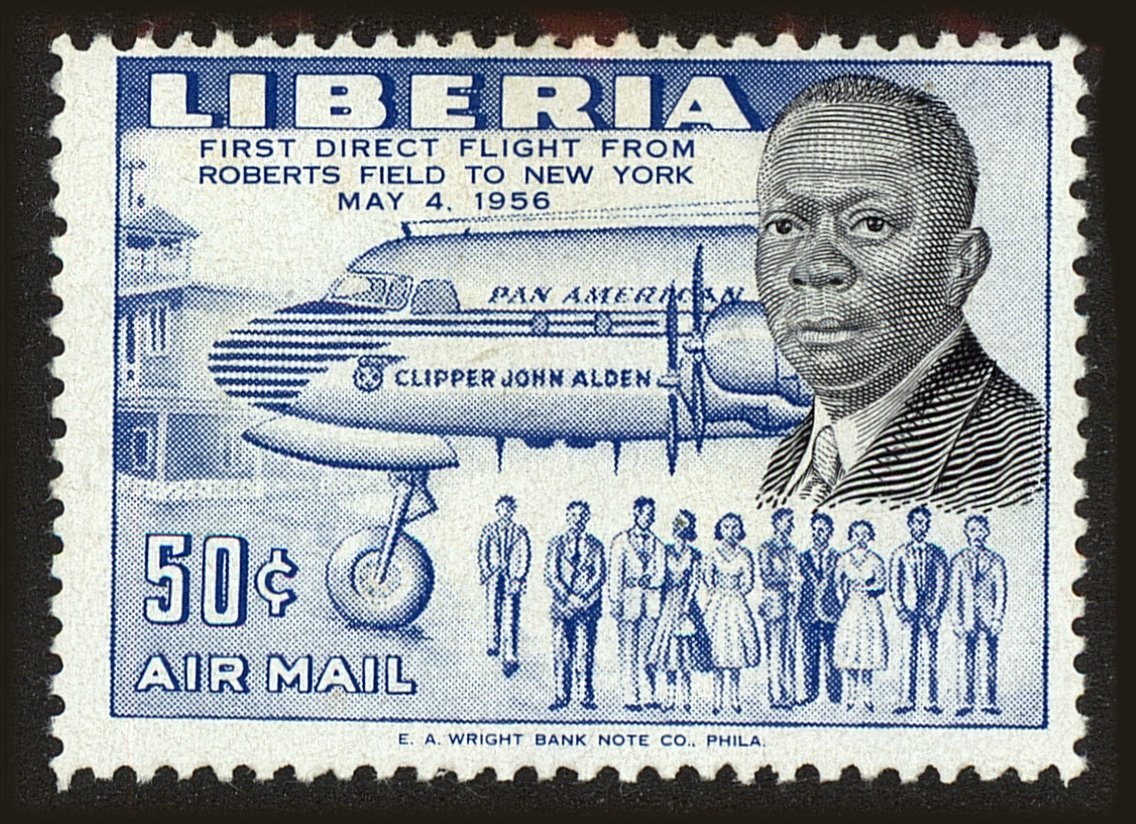 LIBERIA
FIRST DIRECT FLIGHT FROM
ROBERTS FIELD TO NEW YORK
MAY 4, 1956
PAN AMERICAN
CLIPPER JOHN ALDEN
50¢
AIR MAIL
E. A. WRIGHT BANK NOTE CO., PHILA.